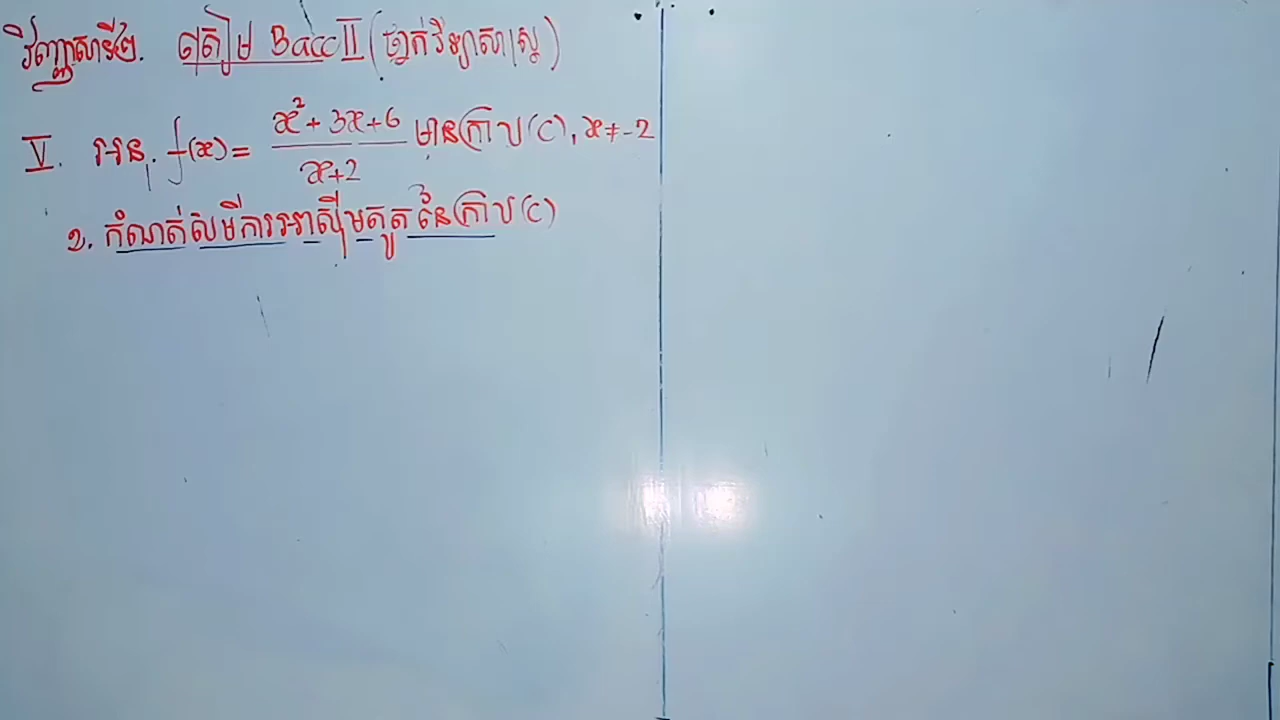 វិញ្ញាសាទី២. ត្រៀម BaccII (ថ្នាក់វិទ្យាសាស្ត្រ)
V. អន. f(x) = (x² + 3x + 6)/(x + 2) មានក្រាប (C), x ≠ -2
2. កំណត់សមីការអាស៊ីមតូត នៃក្រាប (C)